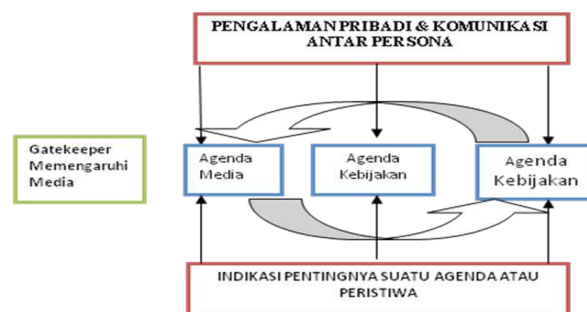 PENGALAMAN PRIBADI & KOMUNIKASI
ANTAR PERSONA
Gatekeeper
Memengaruhi
Media
Agenda
Media
Agenda
Kebijakan
Agenda
Kebijakan
INDIKASI PENTINGNYA SUATU AGENDA ATAU
PERISTIWA